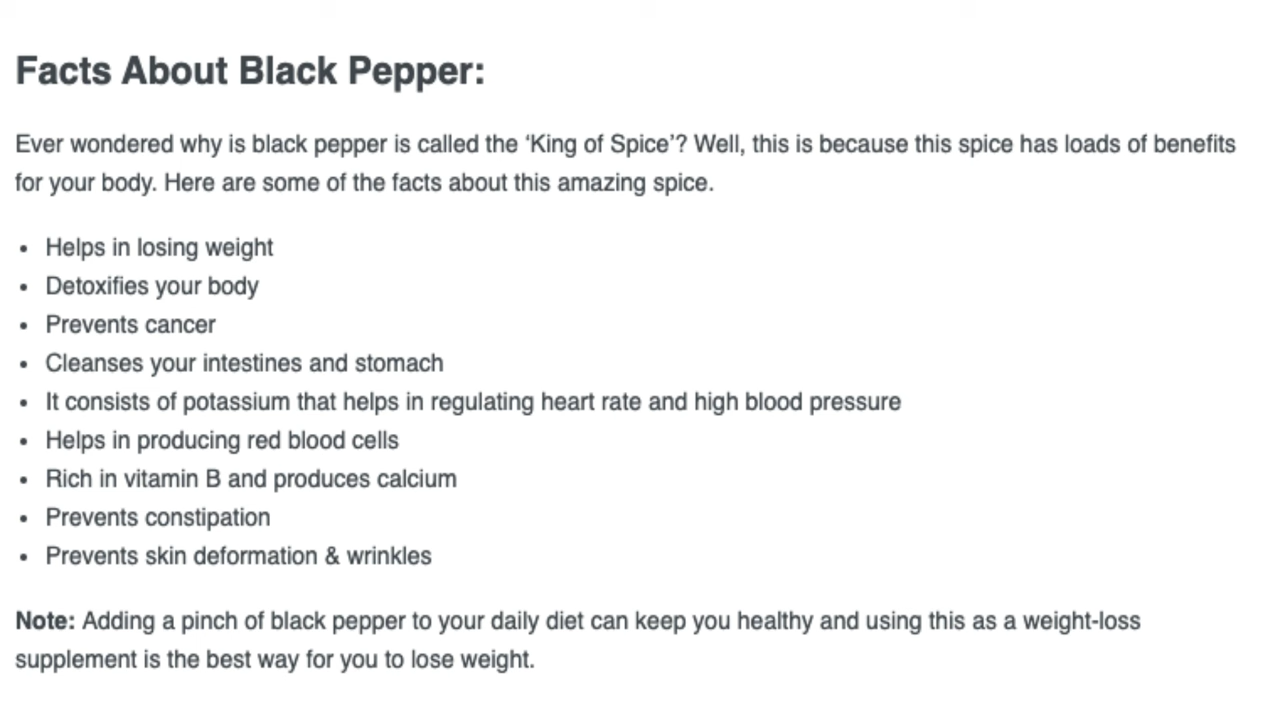 Facts About Black Pepper:
Ever wondered why is black pepper is called the ‘King of Spice’? Well, this is because this spice has loads of benefits
for your body. Here are some of the facts about this amazing spice.
• Helps in losing weight
• Detoxifies your body
• Prevents cancer
• Cleanses your intestines and stomach
• It consists of potassium that helps in regulating heart rate and high blood pressure
• Helps in producing red blood cells
• Rich in vitamin B and produces calcium
• Prevents constipation
• Prevents skin deformation & wrinkles
Note: Adding a pinch of black pepper to your daily diet can keep you healthy and using this as a weight-loss
supplement is the best way for you to lose weight.